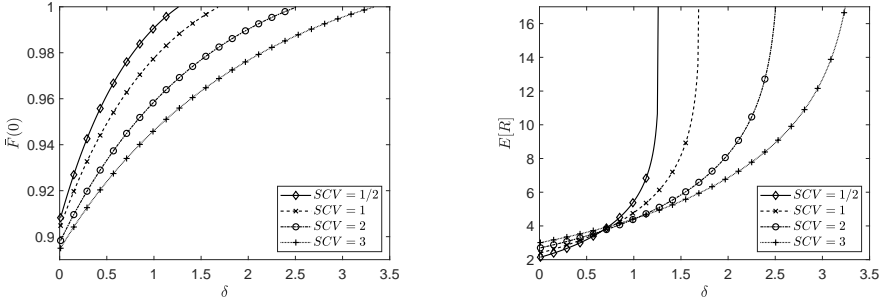 1
0.98
0.96
0.94
0.92
0.9
0 0.5 1 1.5 2 2.5 3 3.5
F̄(0)
δ
SCV = 1/2
SCV = 1
SCV = 2
SCV = 3
16
14
12
10
8
6
4
2
0 0.5 1 1.5 2 2.5 3 3.5
E[R]
δ
SCV = 1/2
SCV = 1
SCV = 2
SCV = 3